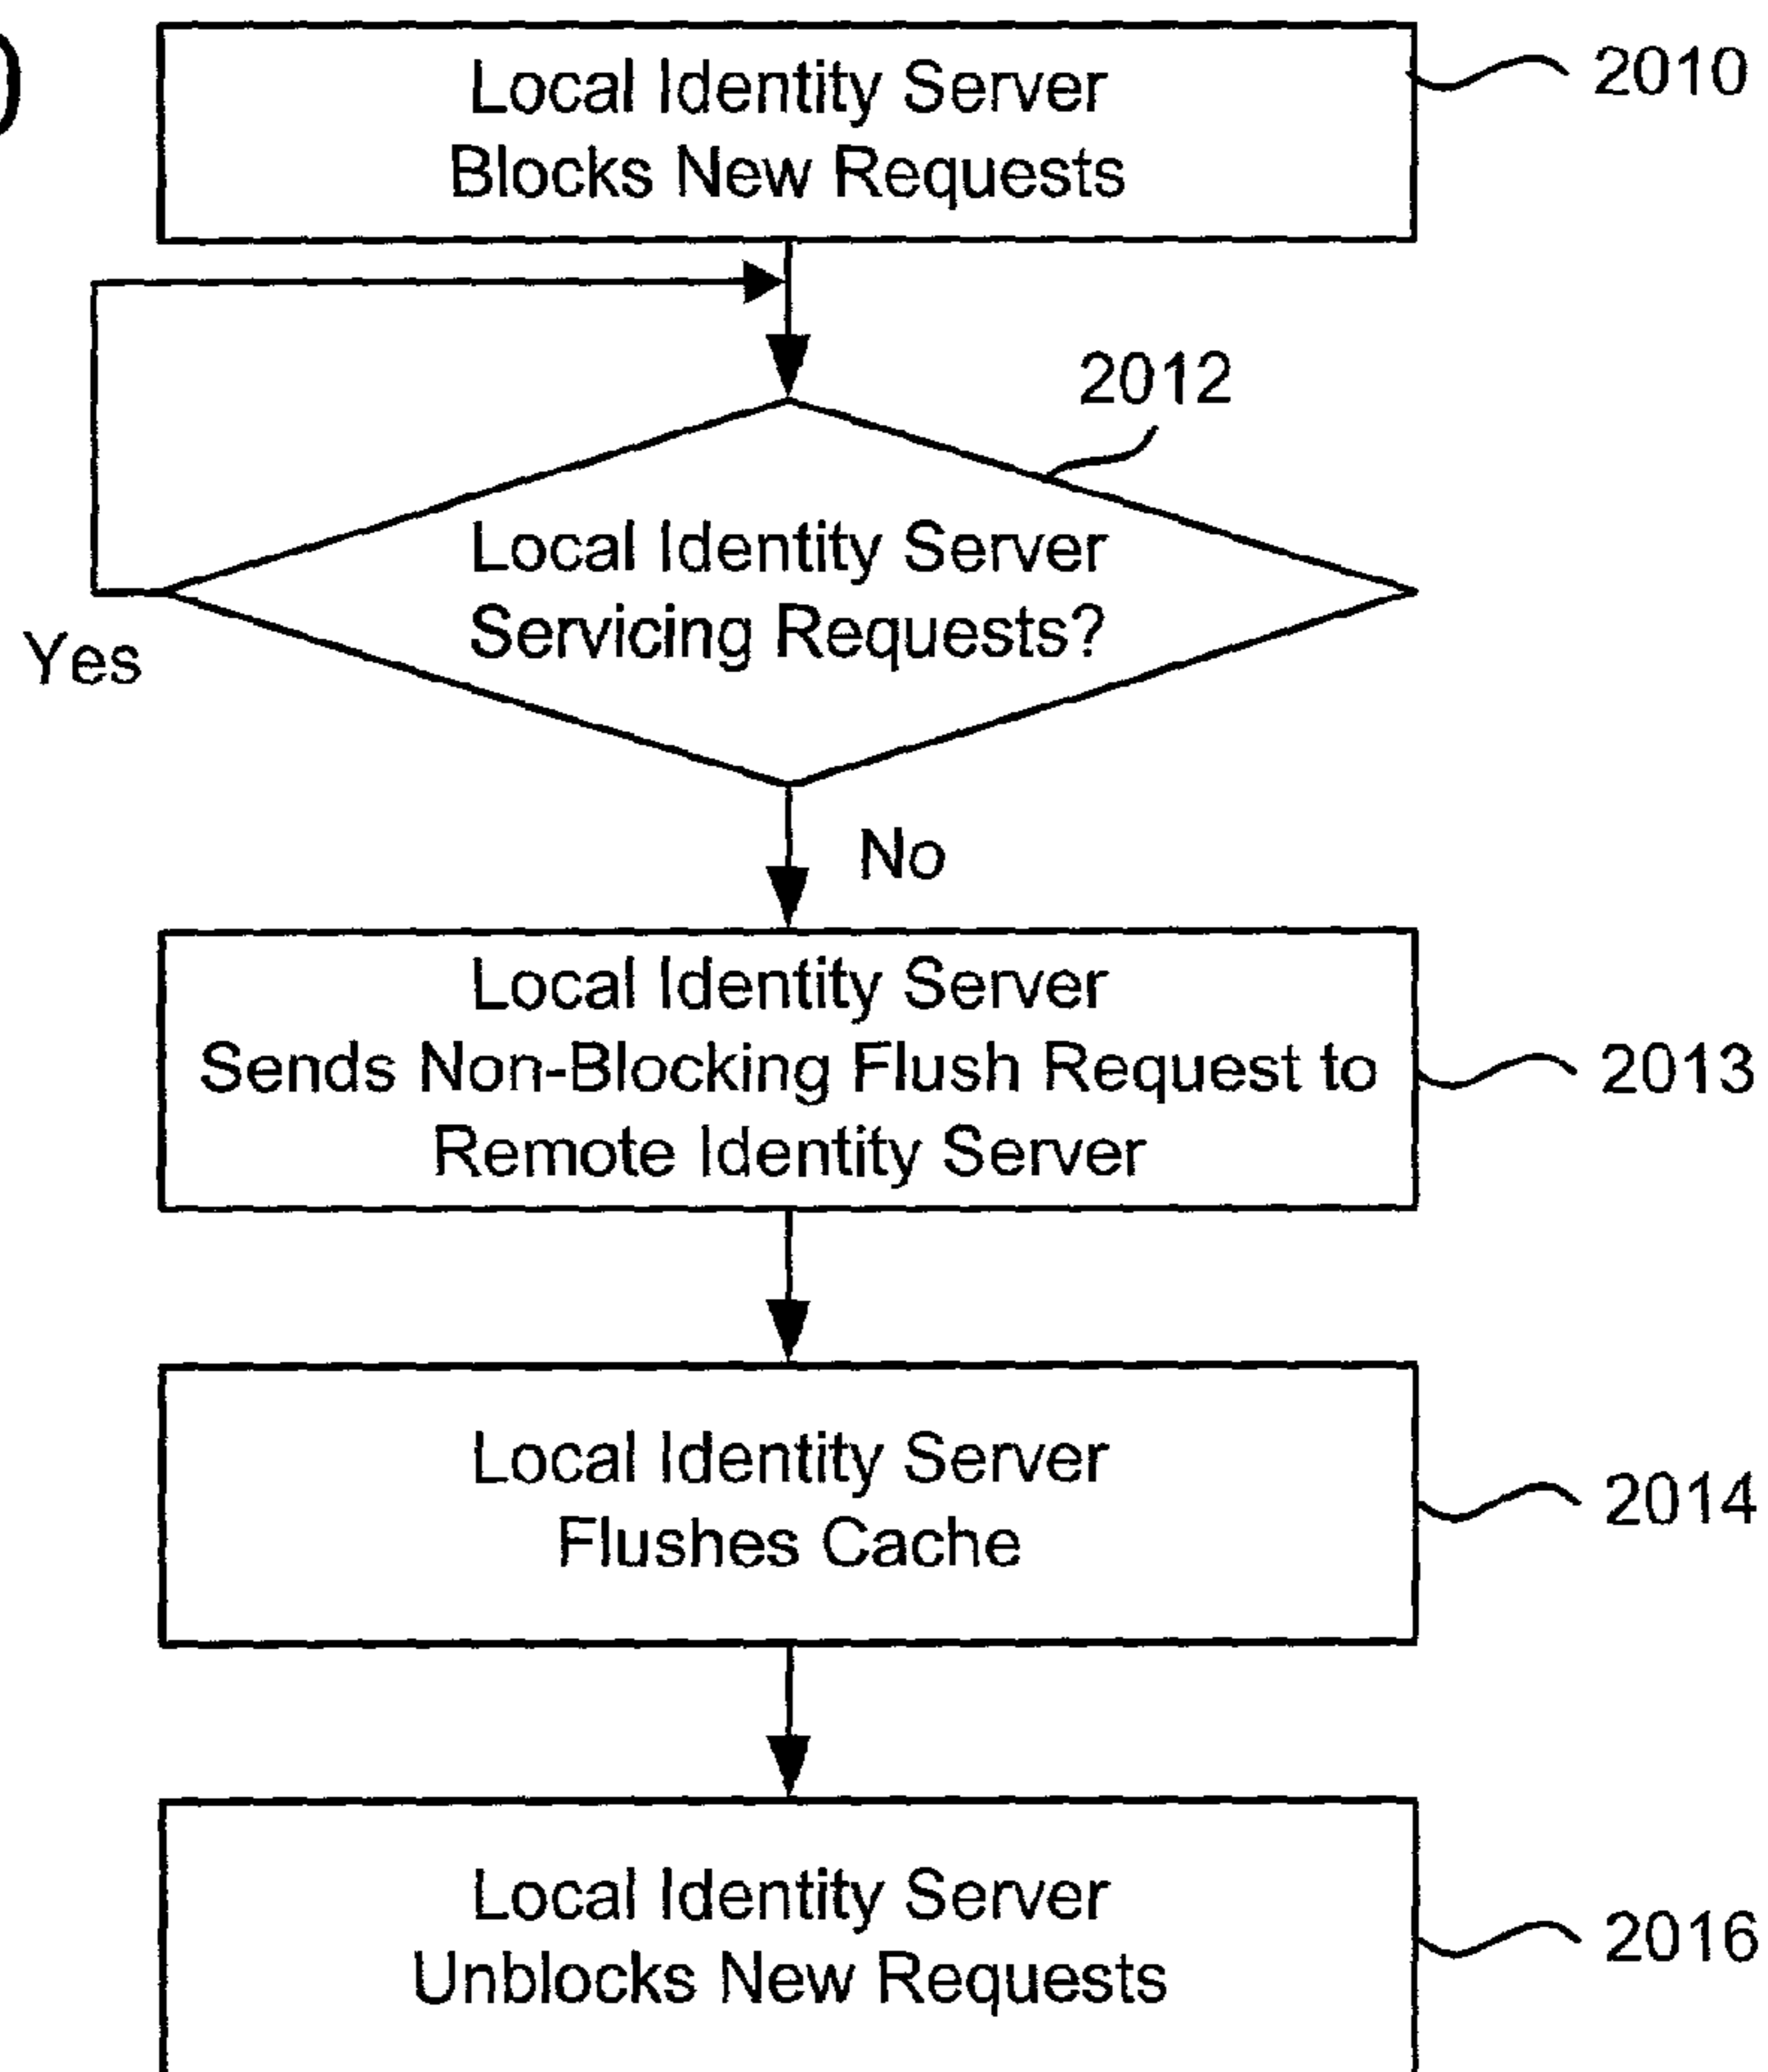 Local Identity Server
Blocks New Requests
2010
2012
Local Identity Server
Servicing Requests?
Yes
No
Local Identity Server
Sends Non-Blocking Flush Request to
Remote Identity Server
2013
Local Identity Server
Flushes Cache
2014
Local Identity Server
Unblocks New Requests
2016